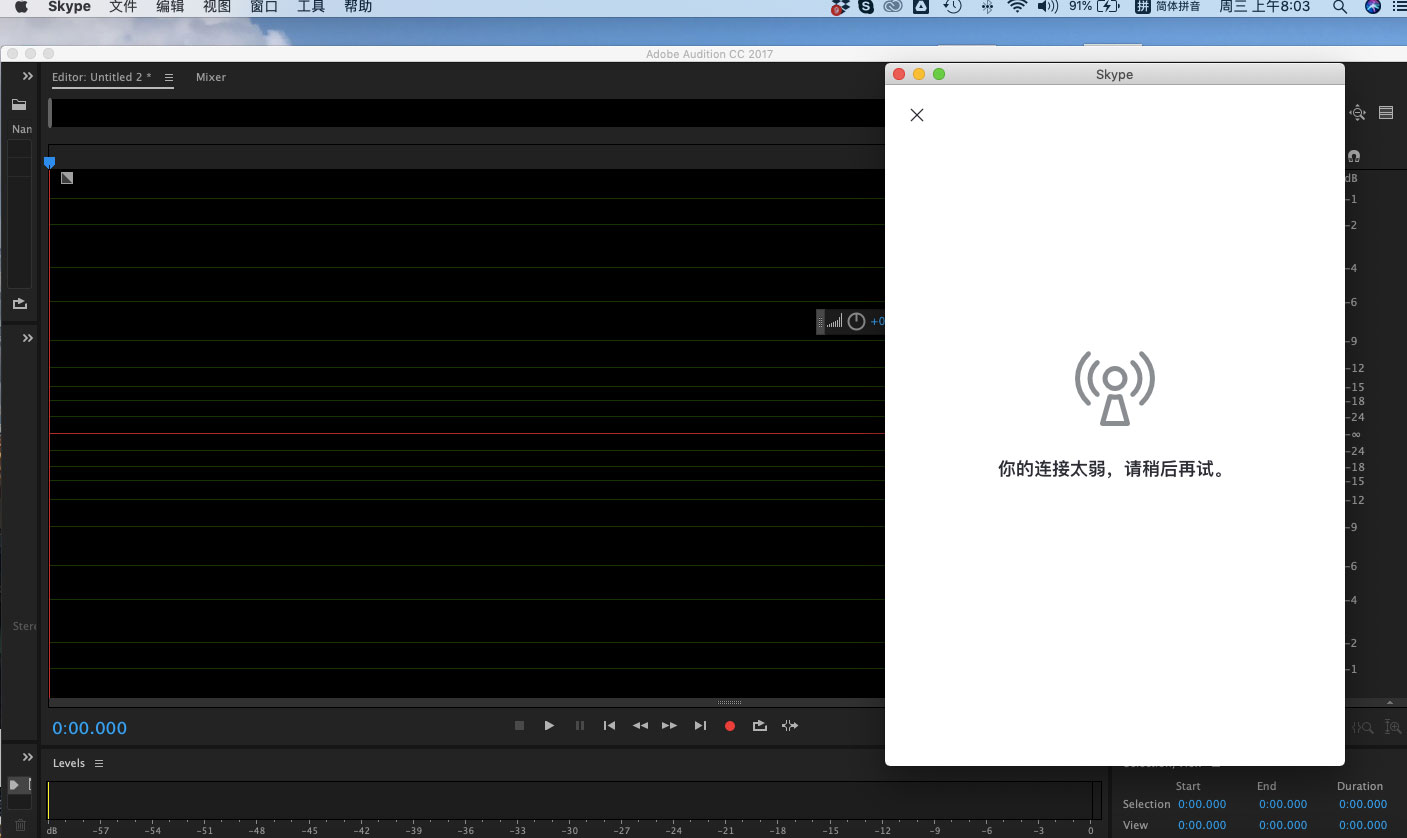 Skype 文件 编辑 视图 窗口 工具 帮助 9 91% 拼 简体拼音 周三 上午8:03
Adobe Audition CC 2017
Editor: Untitled 2 * Mixer
Nan
Skype
你的连接太弱，请稍后再试。
+0
dB
-1
-2
-4
-6
-9
-12
-15
-18
-24
-∞
-24
-18
-15
-12
-9
-6
-4
-2
-1
Stere
0:00.000
Levels
dB -57 -54 -51 -48 -45 -42 -39 -36 -33 -30 -27 -24 -21 -18 -15 -12 -9 -6 -3 0
Start End Duration
Selection 0:00.000 0:00.000 0:00.000
View 0:00.000 0:00.000 0:00.000